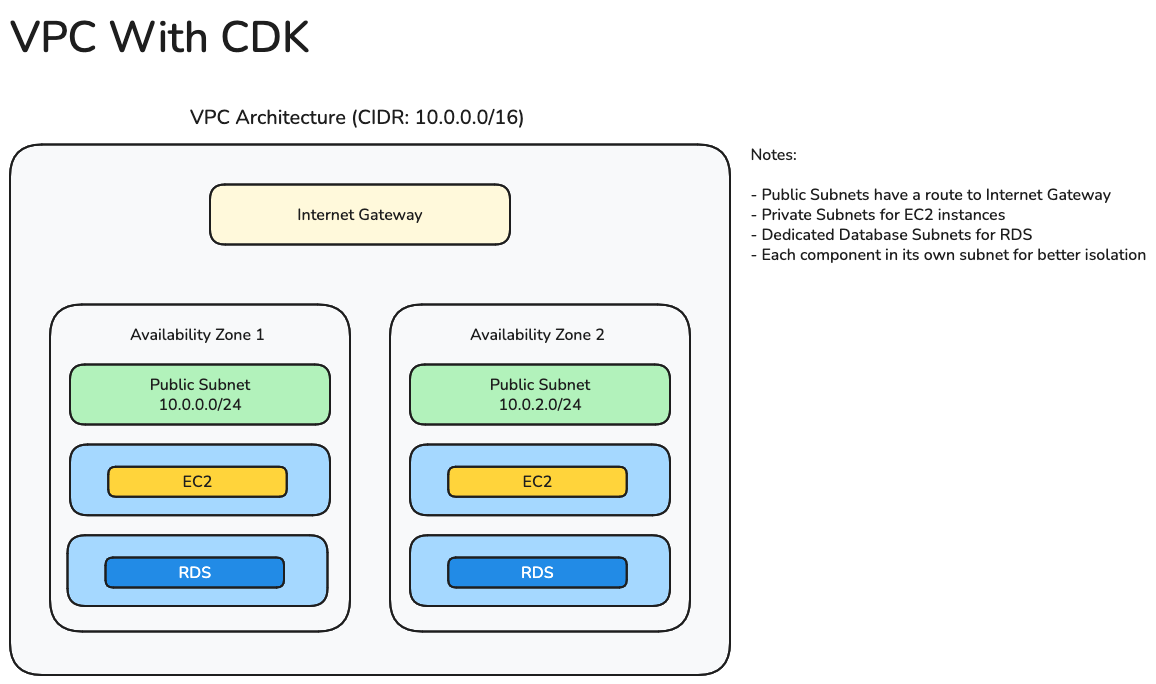 VPC With CDK
VPC Architecture (CIDR: 10.0.0.0/16)
Internet Gateway
Notes:
- Public Subnets have a route to Internet Gateway
- Private Subnets for EC2 instances
- Dedicated Database Subnets for RDS
- Each component in its own subnet for better isolation
Availability Zone 1
Public Subnet
10.0.0.0/24
EC2
RDS
Availability Zone 2
Public Subnet
10.0.2.0/24
EC2
RDS